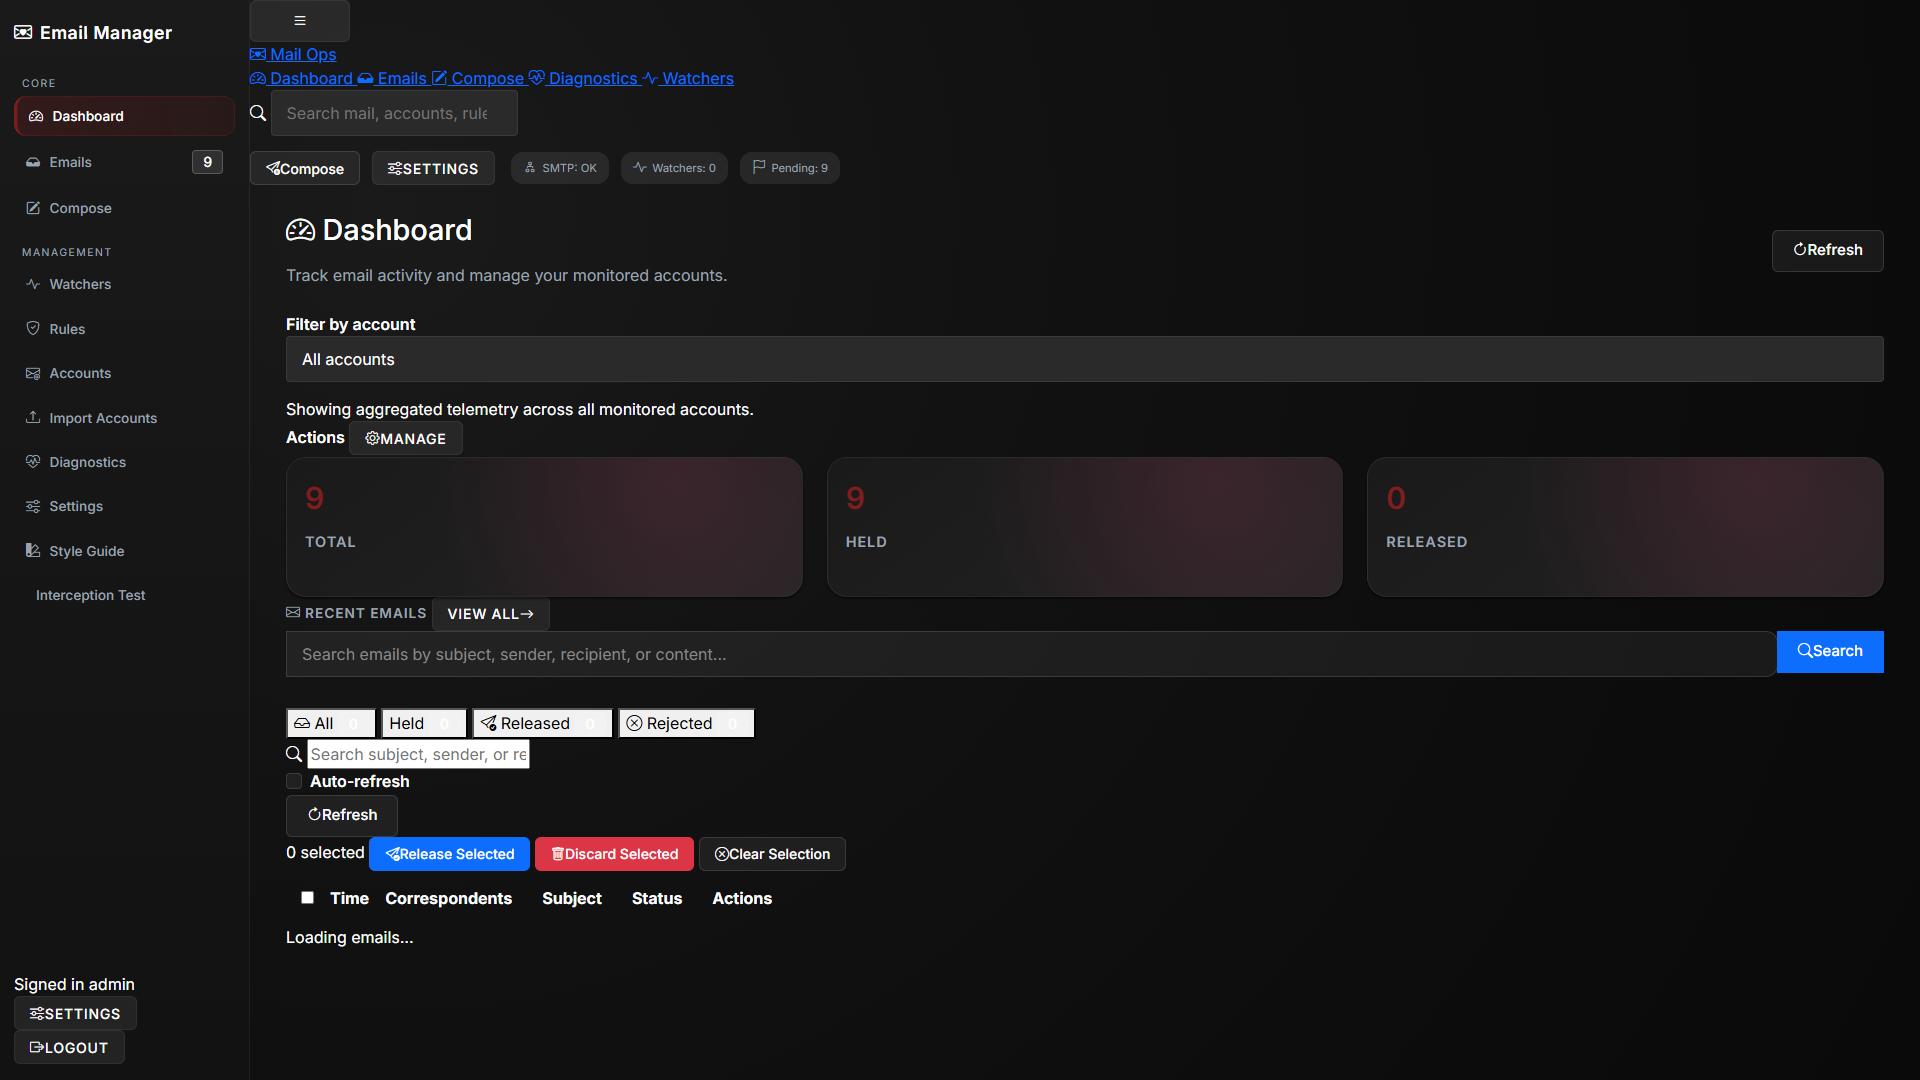 Email Manager
CORE
Dashboard
Emails 9
Compose
MANAGEMENT
Watchers
Rules
Accounts
Import Accounts
Diagnostics
Settings
Style Guide
Interception Test
Signed in admin
SETTINGS
LOGOUT
Mail Ops
Dashboard Emails Compose Diagnostics Watchers
Search mail, accounts, rule
Compose SETTINGS SMTP: OK Watchers: 0 Pending: 9
Dashboard
Refresh
Track email activity and manage your monitored accounts.
Filter by account
All accounts
Showing aggregated telemetry across all monitored accounts.
Actions MANAGE
9 9 0
TOTAL HELD RELEASED
RECENT EMAILS VIEW ALL→
Search emails by subject, sender, recipient, or content... Search
All 0 Held 0 Released 0 Rejected 0
Search subject, sender, or re
Auto-refresh
Refresh
0 selected Release Selected Discard Selected Clear Selection
Time Correspondents Subject Status Actions
Loading emails...